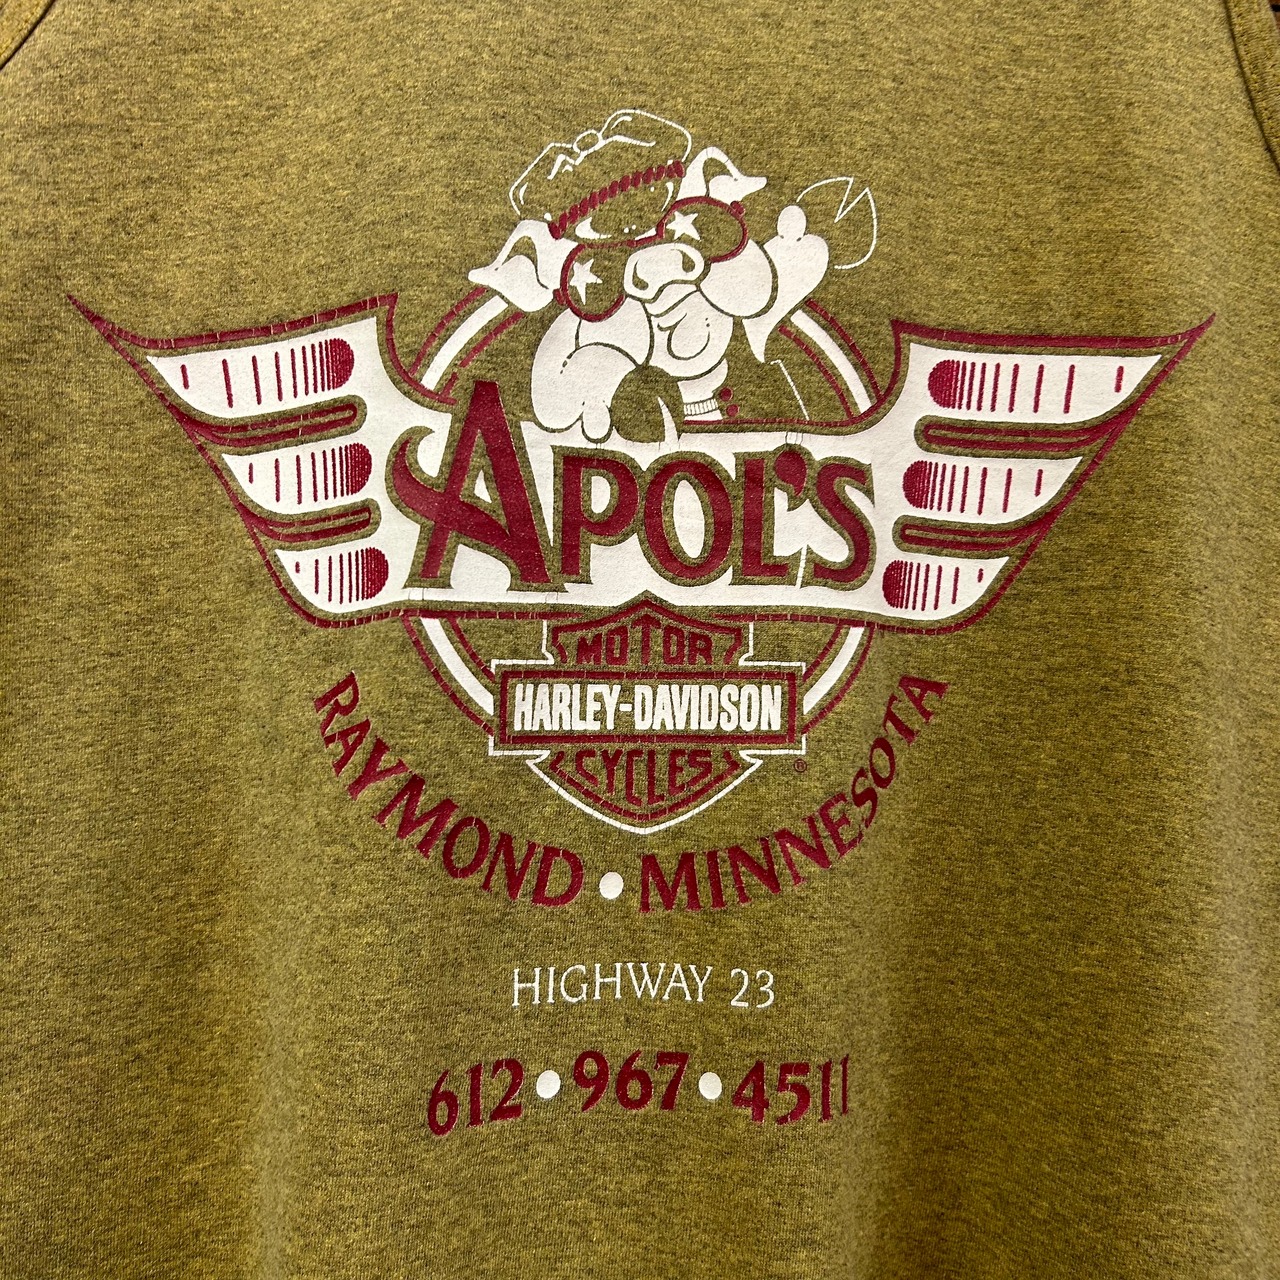 APOL'S
MOTOR
HARLEY-DAVIDSON
CYCLES
®
RAYMOND • MINNESOTA
HIGHWAY 23
612 • 967 • 4511